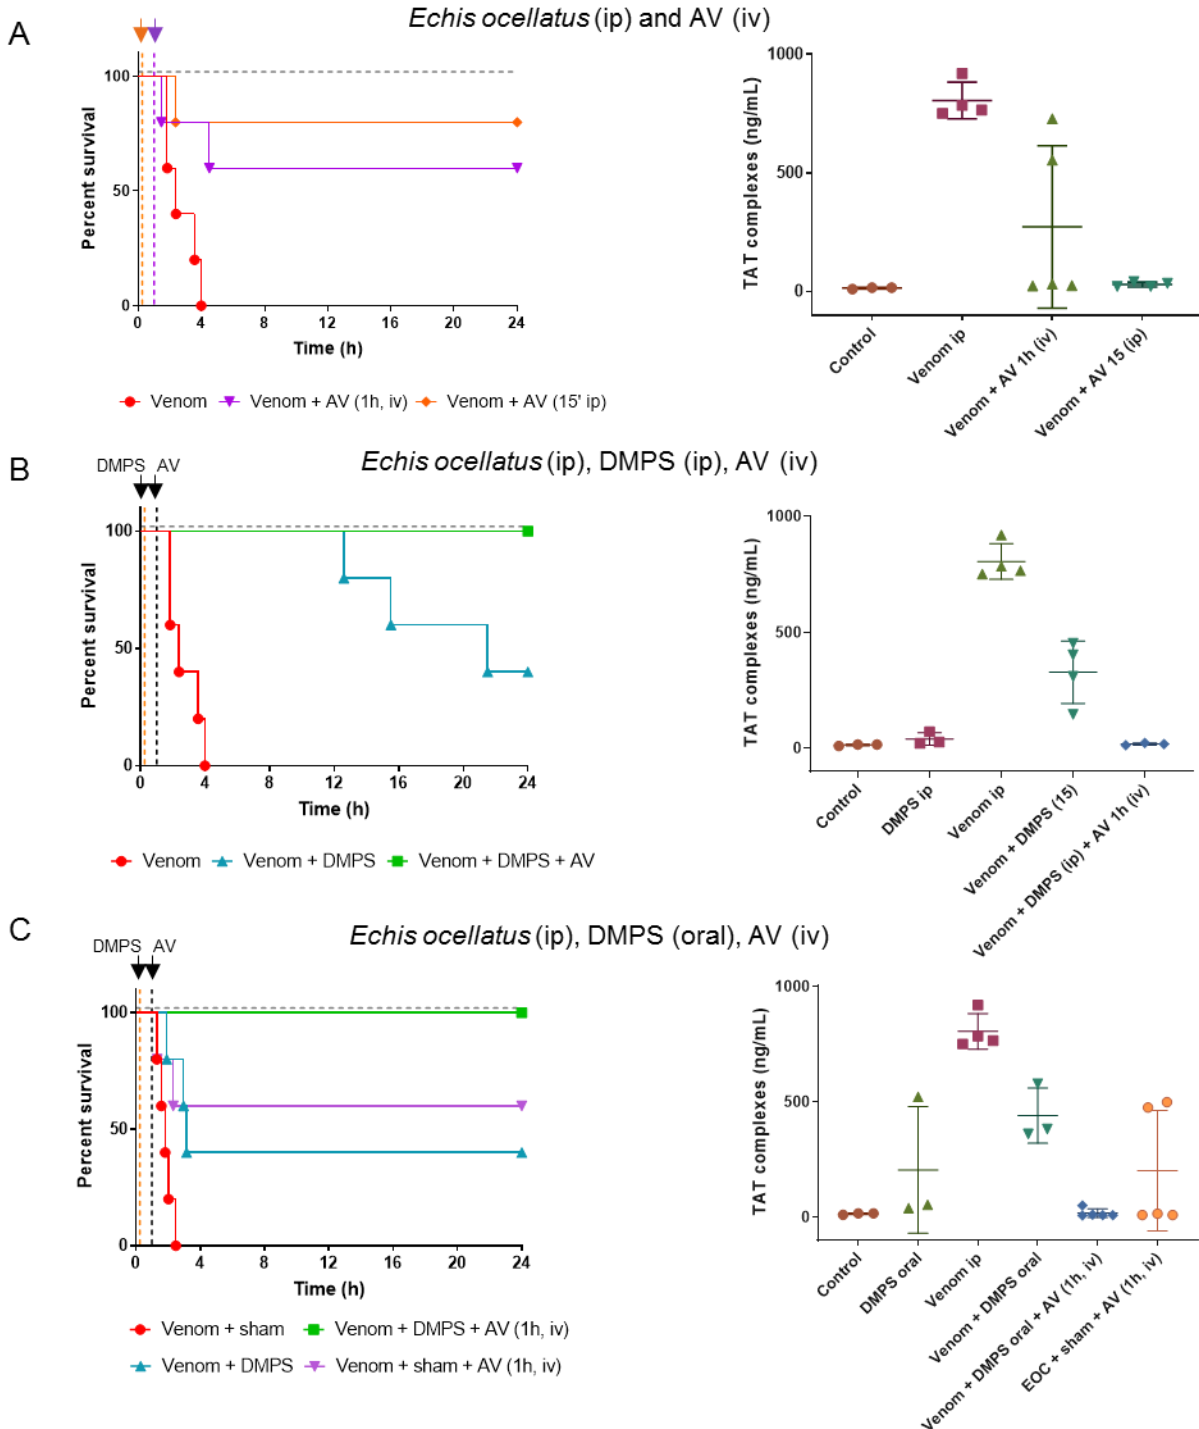 A
Echis ocellatus (ip) and AV (iv)
Percent survival
100
50
0
0 4 8 12 16 20 24
Time (h)
Venom Venom + AV (1h, iv) Venom + AV (15' ip)
TAT complexes (ng/mL)
1000
500
0
Control
Venom ip
Venom + AV 1h (iv)
Venom + AV 15 (ip)
B
Echis ocellatus (ip), DMPS (ip), AV (iv)
DMPS AV
Percent survival
100
50
0
0 4 8 12 16 20 24
Time (h)
Venom Venom + DMPS Venom + DMPS + AV
TAT complexes (ng/mL)
1000
500
0
Control
DMPS ip
Venom ip
Venom + DMPS (15)
Venom + DMPS (ip) + AV 1h (iv)
C
Echis ocellatus (ip), DMPS (oral), AV (iv)
DMPS AV
Percent survival
100
50
0
0 4 8 12 16 20 24
Time (h)
Venom + sham Venom + DMPS + AV (1h, iv)
Venom + DMPS Venom + sham + AV (1h, iv)
TAT complexes (ng/mL)
1000
500
0
Control
DMPS oral
Venom ip
Venom + DMPS oral
Venom + DMPS oral + AV (1h, iv)
EOC + sham + AV (1h, iv)